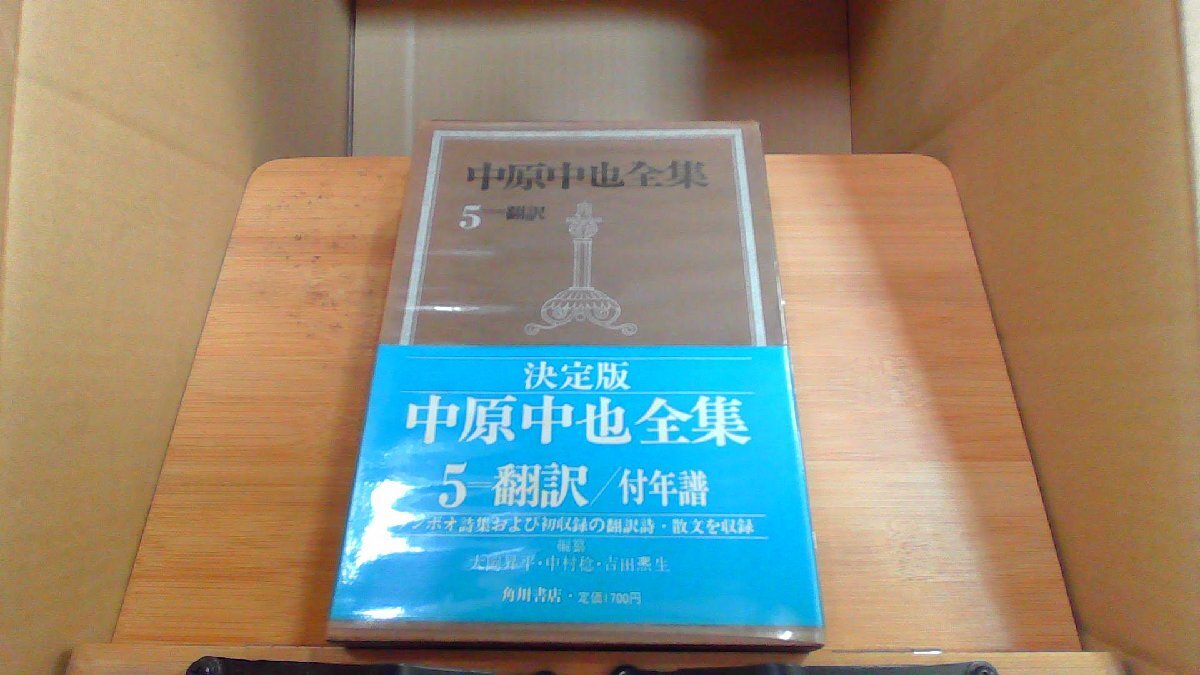 中原中也全集
5=翻訳
決定版
中原中也全集
5=翻訳/付年譜
ランボオ詩集および初収録の翻訳詩・散文を収録
編纂
大岡昇平・中村稔・吉田凞生
角川書店・定価1700円